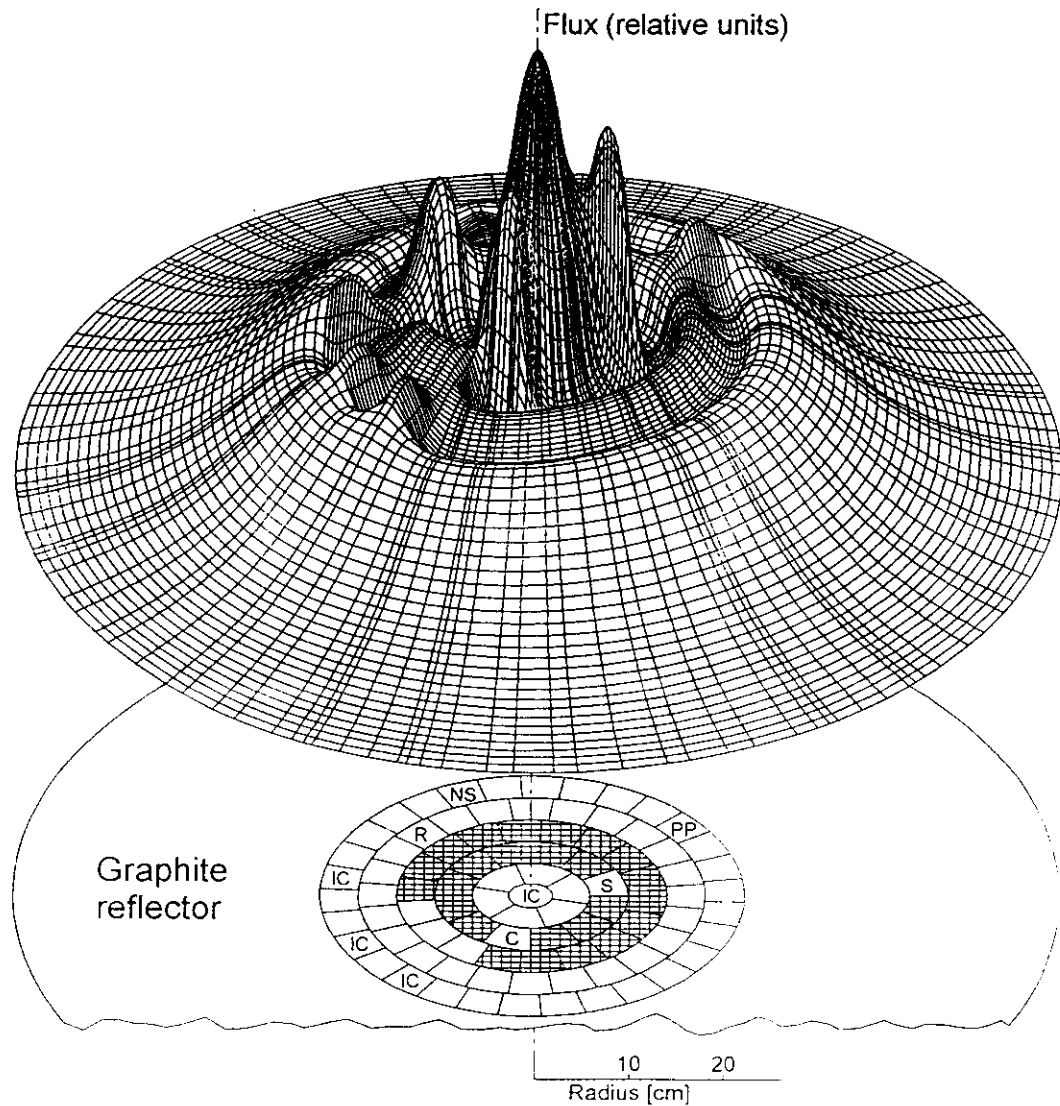 Flux (relative units)
NS
R
PP
IC
Graphite
reflector
S
IC
C
IC
IC
10 20
Radius [cm]